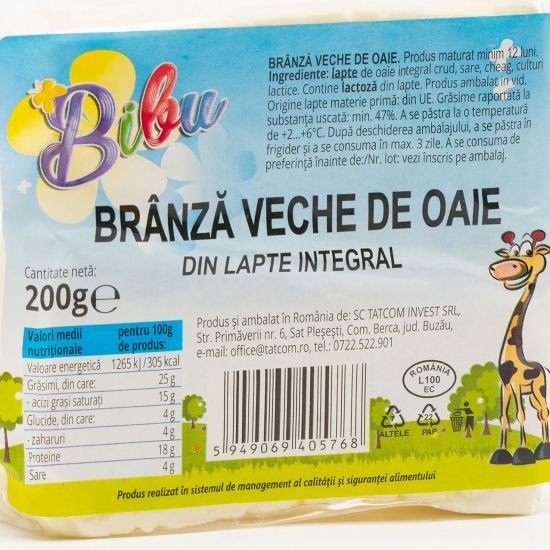 Bibu
BRÂNZĂ VECHE DE OAIE. Produs maturat minim 12 luni.
Ingrediente: lapte de oaie integral crud, sare, cheag, culturi
lactice. Contine lactoză din lapte. Produs ambalat in vid.
Origine lapte materie primă: din UE. Grăsime raportată la
substanța uscată: min. 47%. A se păstra la o temperatură
de +2...+6°C. După deschiderea ambalajului, a se păstra în
frigider și a se consuma în max. 3 zile. A se consuma de
preferință înainte de:/Nr. lot: vezi înscris pe ambalaj.
BRÂNZĂ VECHE DE OAIE
DIN LAPTE INTEGRAL
Cantitate netă:
200g℮
Valori medii nutriționale pentru 100g de produs:
Valoare energetică 1265 kJ/305 kcal
Grăsimi, din care: 25 g
- acizi grași saturați 15 g
Glucide, din care: 4 g
- zaharuri 4 g
Proteine 18 g
Sare 4 g
Produs și ambalat în România de: SC TATCOM INVEST SRL,
Str. Primăverii nr. 6, Sat Pleșești, Com. Berca, jud. Buzău,
e-mail: office@tatcom.ro, tel.: 0722.522.901
5 949069 405768
ROMÂNIA
L100
EC
ALTELE
22
PAP
Produs realizat în sistemul de management al calității și siguranței alimentului